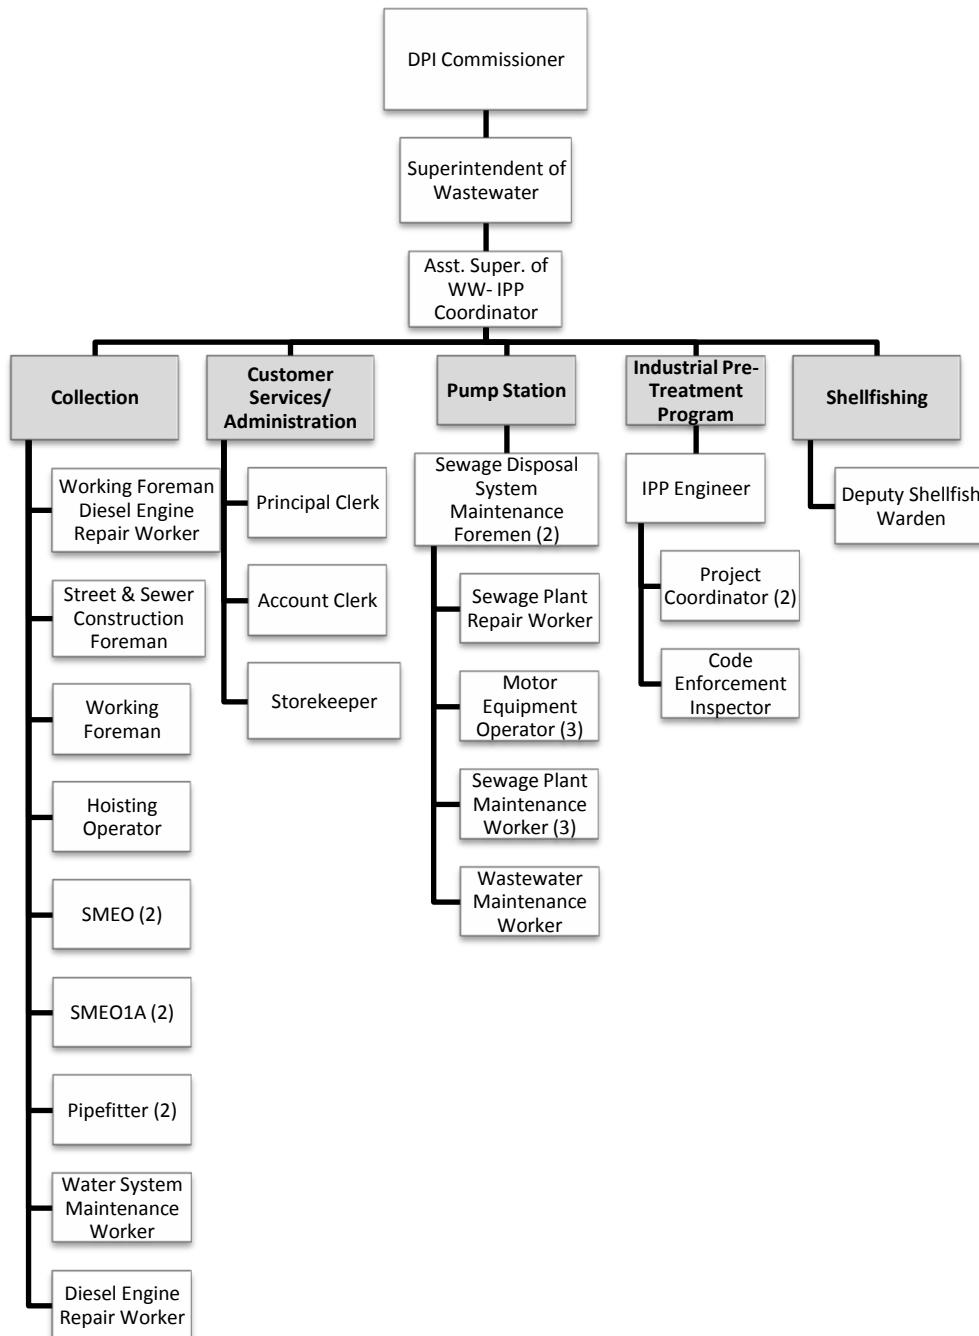 DPI Commissioner
Superintendent of
Wastewater
Asst. Super. of
WW- IPP
Coordinator
Collection
Customer
Services/
Administration
Pump Station
Industrial Pre-
Treatment
Program
Shellfishing
Working Foreman
Diesel Engine
Repair Worker
Street & Sewer
Construction
Foreman
Working
Foreman
Hoisting
Operator
SMEO (2)
SMEO1A (2)
Pipefitter (2)
Water System
Maintenance
Worker
Diesel Engine
Repair Worker
Principal Clerk
Account Clerk
Storekeeper
Sewage Disposal
System
Maintenance
Foremen (2)
Sewage Plant
Repair Worker
Motor
Equipment
Operator (3)
Sewage Plant
Maintenance
Worker (3)
Wastewater
Maintenance
Worker
IPP Engineer
Project
Coordinator (2)
Code
Enforcement
Inspector
Deputy Shellfish
Warden